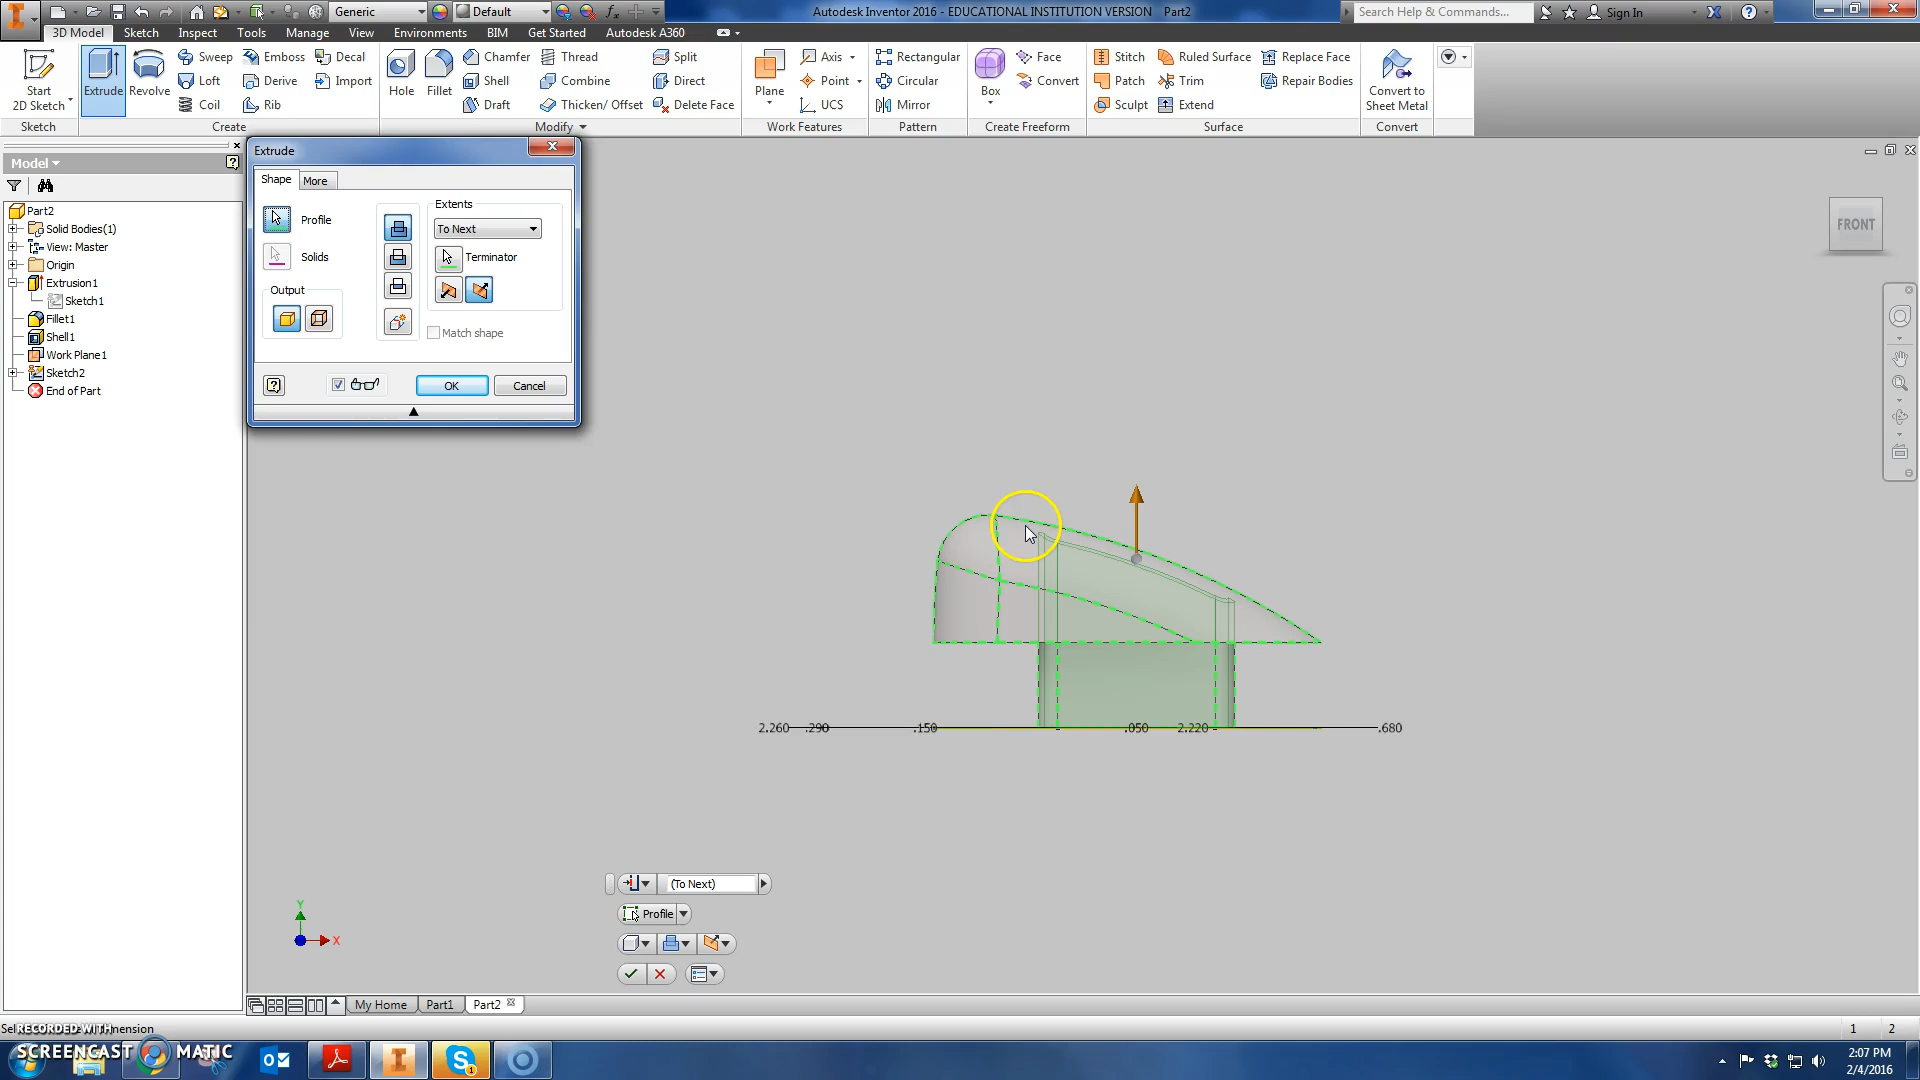 Generic
Default
Autodesk Inventor 2016 - EDUCATIONAL INSTITUTION VERSION Part2
Search Help & Commands...
Sign In
3D Model Sketch Inspect Tools Manage View Environments BIM Get Started Autodesk A360
Start
2D Sketch
Extrude
Revolve
Sweep
Loft
Coil
Emboss
Derive
Rib
Decal
Import
Hole
Fillet
Chamfer
Shell
Draft
Thread
Combine
Thicken/ Offset
Split
Direct
Delete Face
Plane
Axis
Point
UCS
Rectangular
Circular
Mirror
Box
Face
Convert
Stitch
Patch
Sculpt
Ruled Surface
Trim
Extend
Replace Face
Repair Bodies
Convert to
Sheet Metal
Sketch Create Modify Work Features Pattern Create Freeform Surface Convert
Model
Part2
Solid Bodies(1)
View: Master
Origin
Extrusion1
Sketch1
Fillet1
Shell1
Work Plane1
Sketch2
End of Part
Extrude
Shape More
Profile
Solids
Output
Extents
To Next
Terminator
Match shape
OK Cancel
FRONT
2.260 .290 .150 .050 2.220 .680
(To Next)
Profile
Y
X
My Home Part1 Part2
1 2
RECORDED WITH
SCREENCAST MATIC
2:07 PM
2/4/2016